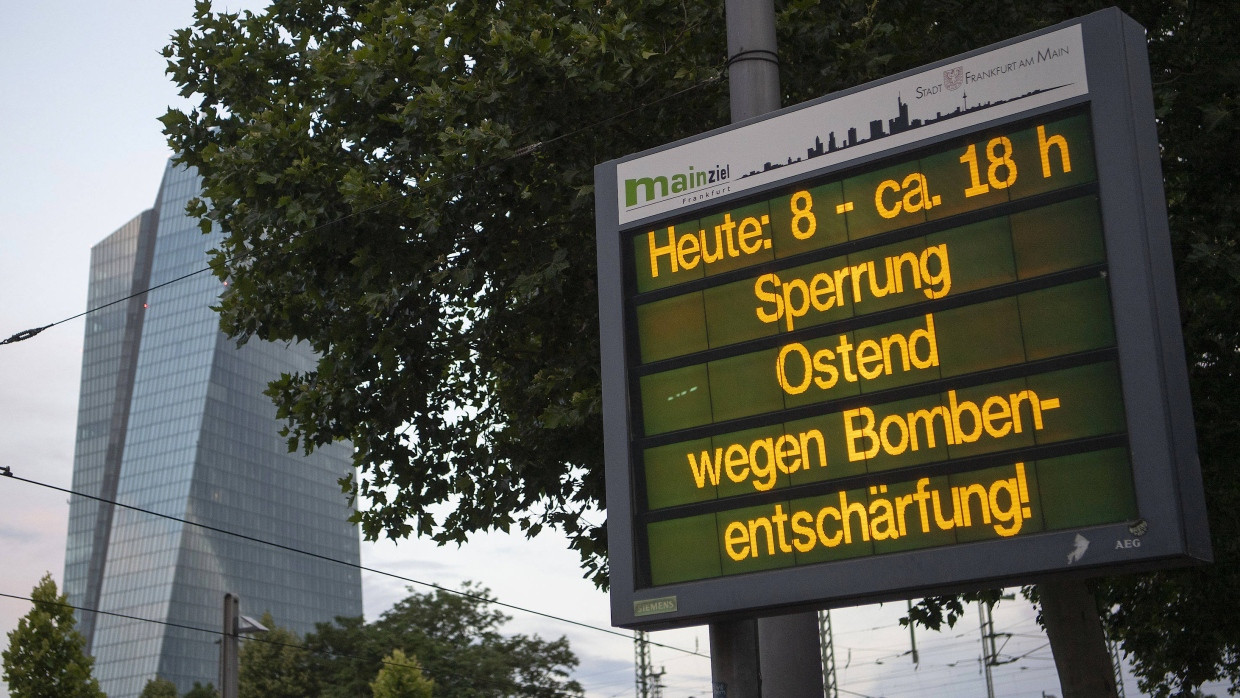 STADT FRANKFURT AM MAIN
mainziel
Frankfurt
Heute: 8 - ca. 18 h
Sperrung
Ostend
wegen Bomben-
entschärfung!
AEG
SIEMENS